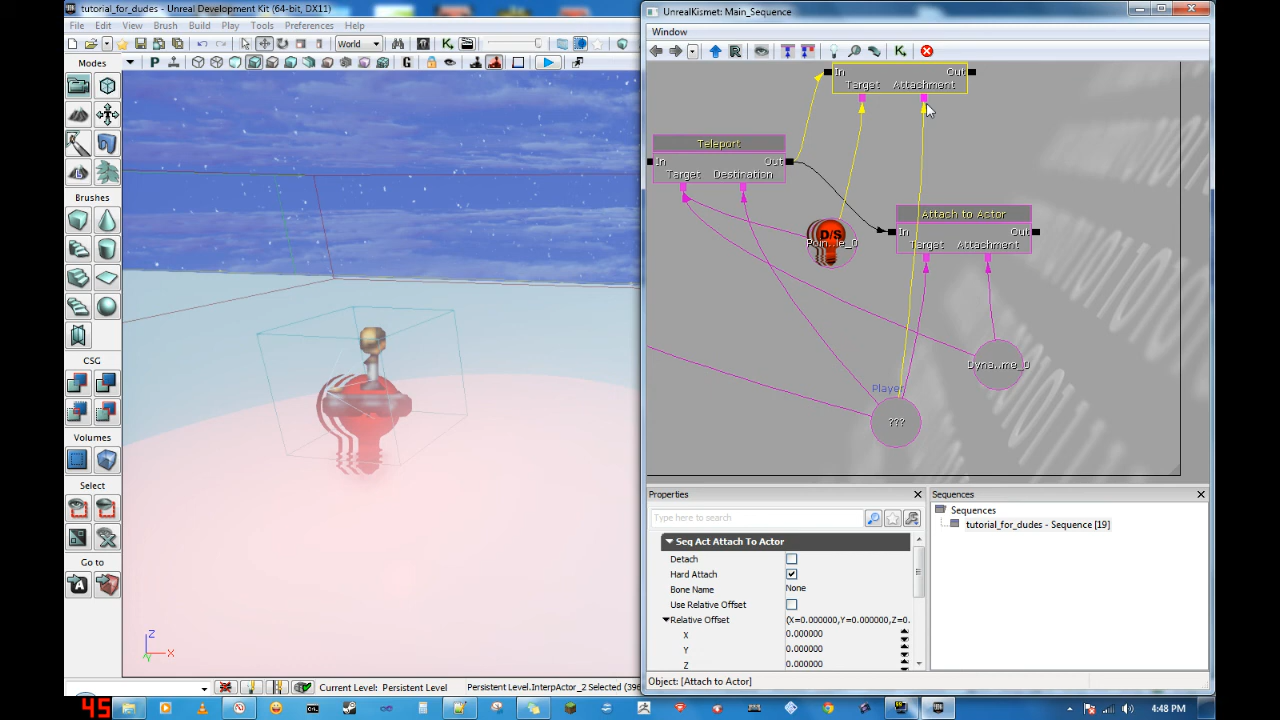 tutorial_for_dudes - Unreal Development Kit (64-bit, DX11)
File Edit View Brush Build Play Tools Preferences Help
World
Modes
Brushes
CSG
Volumes
Select
Go to
Z
X
Y
Current Level: Persistent Level
Persistent Level.InterpActor_2 Selected (396
UnrealKismet: Main_Sequence
Window
In Out
Target Attachment
Teleport
In Out
Target Destination
D/S
Attach to Actor
In Out
Target Attachment
Dyna...me_0
Player
???
Properties
Type here to search
Seq Act Attach To Actor
Detach
Hard Attach
Bone Name None
Use Relative Offset
Relative Offset (X=0.000000,Y=0.000000,Z=0.
X 0.000000
Y 0.000000
Z 0.000000
Object: [Attach to Actor]
Sequences
Sequences
tutorial_for_dudes - Sequence [19]
45
4:48 PM